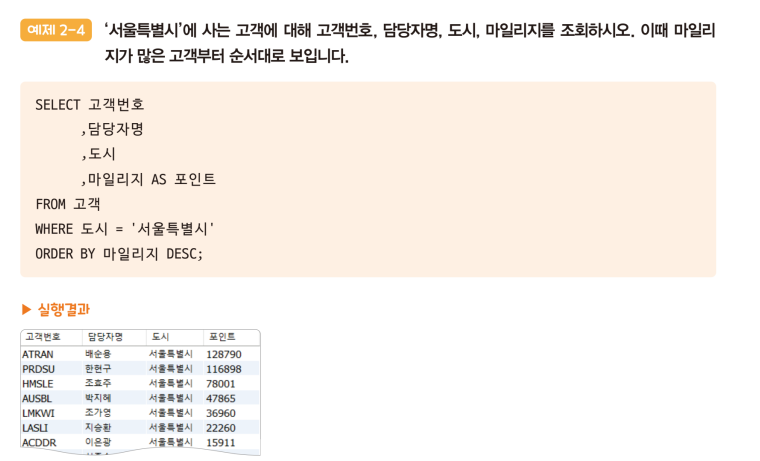 예제 2-4 ‘서울특별시’에 사는 고객에 대해 고객번호, 담당자명, 도시, 마일리지를 조회하시오. 이때 마일리
지가 많은 고객부터 순서대로 보입니다.
SELECT 고객번호
,담당자명
,도시
,마일리지 AS 포인트
FROM 고객
WHERE 도시 = '서울특별시'
ORDER BY 마일리지 DESC;
▶ 실행결과
고객번호 담당자명 도시 포인트
ATRAN 배순용 서울특별시 128790
PRDSU 한현구 서울특별시 116898
HMSLE 조효주 서울특별시 78001
AUSBL 박지혜 서울특별시 47865
LMKWI 조가영 서울특별시 36960
LASLI 지승환 서울특별시 22260
ACDDR 이은광 서울특별시 15911